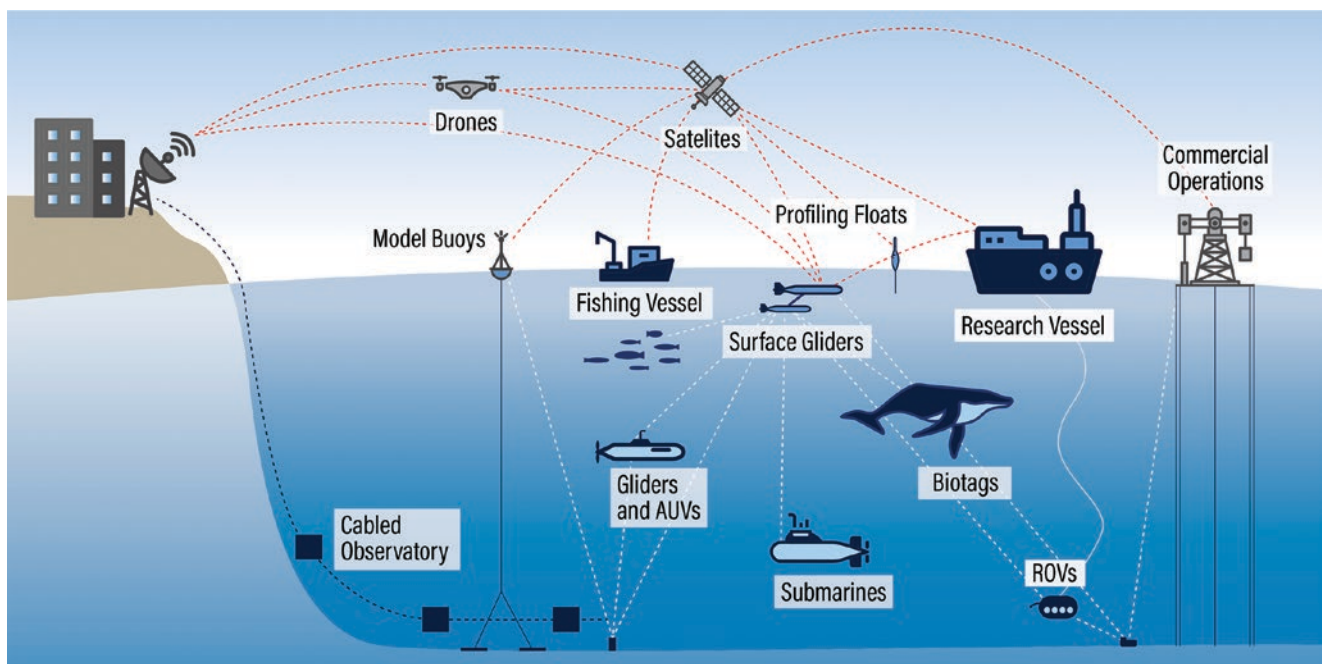 Drones
Satelites
Commercial
Operations
Profiling Floats
Model Buoys
Fishing Vessel
Research Vessel
Surface Gliders
Gliders
and AUVs
Biotags
Cabled
Observatory
ROVs
Submarines